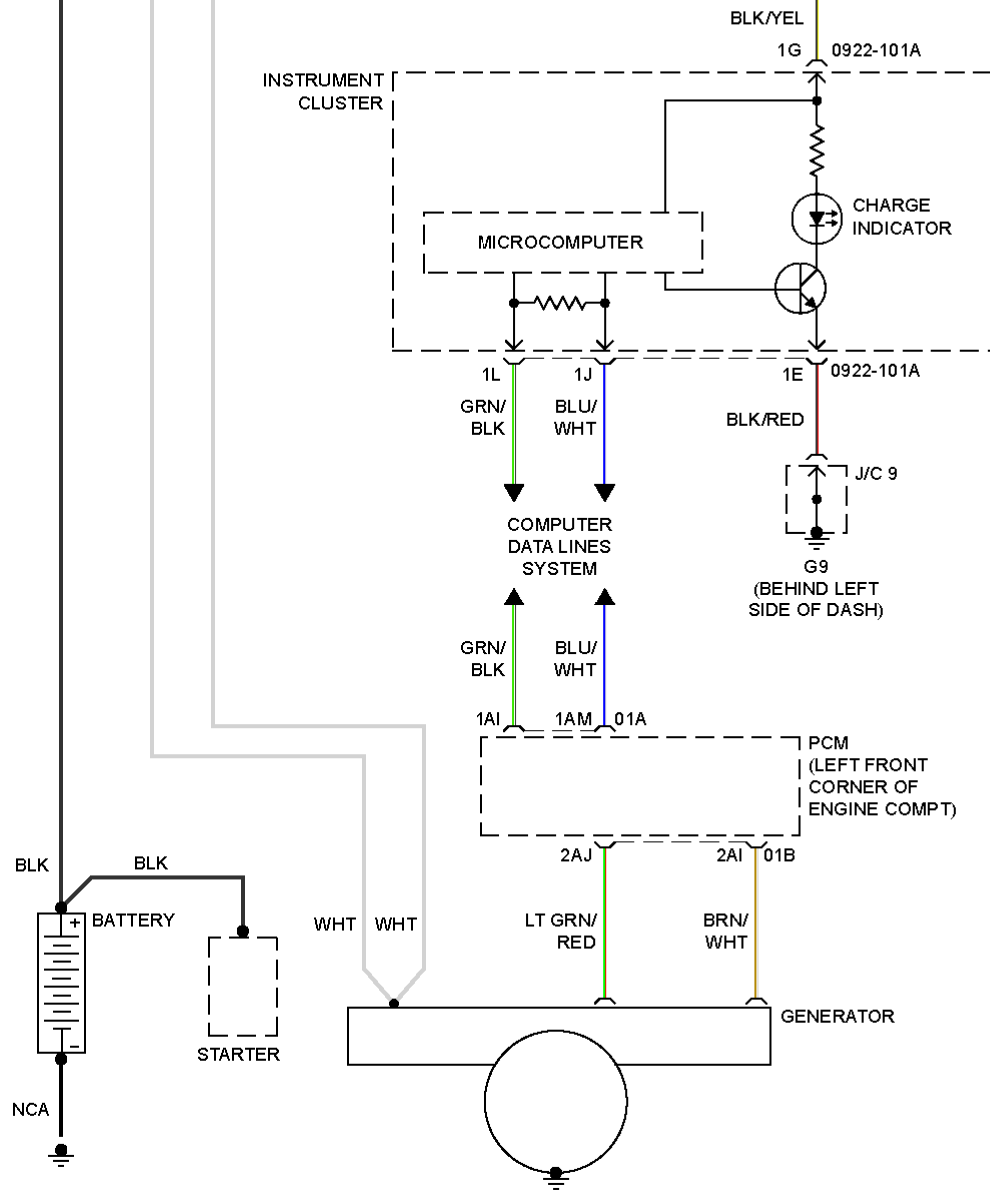 BLK/YEL
1G 0922-101A
INSTRUMENT
CLUSTER
CHARGE
INDICATOR
MICROCOMPUTER
1L 1J 1E 0922-101A
GRN/
BLK
BLU/
WHT
BLK/RED
J/C 9
COMPUTER
DATA LINES
SYSTEM
G9
(BEHIND LEFT
SIDE OF DASH)
GRN/
BLK
BLU/
WHT
1AI 1AM 01A
PCM
(LEFT FRONT
CORNER OF
ENGINE COMPT)
2AJ 2AI 01B
BLK BLK
+ BATTERY
WHT WHT
LT GRN/
RED
BRN/
WHT
GENERATOR
-
STARTER
NCA